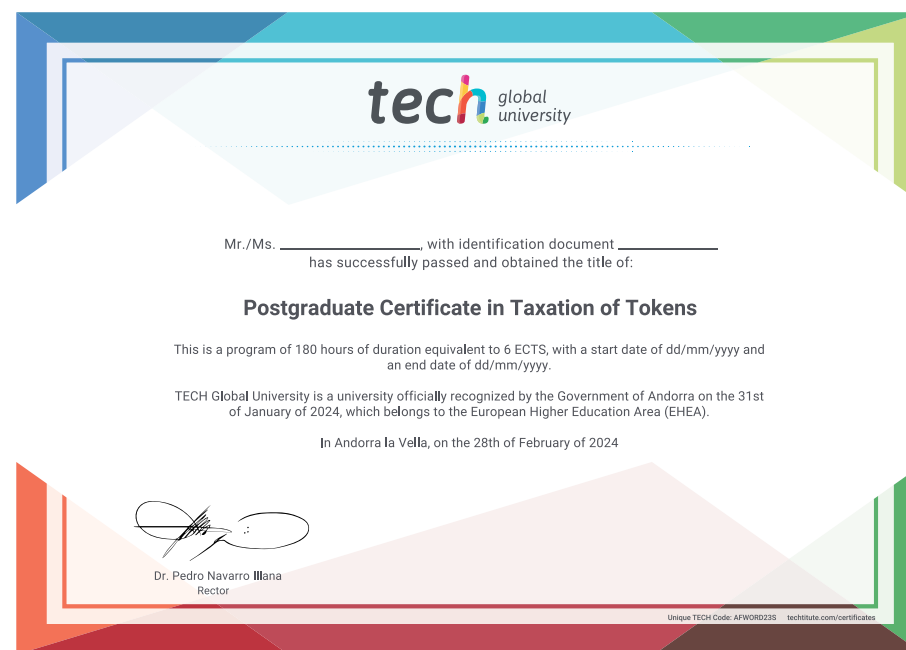 tech global
university
Mr./Ms. ____________, with identification document ____________
has successfully passed and obtained the title of:
Postgraduate Certificate in Taxation of Tokens
This is a program of 180 hours of duration equivalent to 6 ECTS, with a start date of dd/mm/yyyy and
an end date of dd/mm/yyyy.
TECH Global University is a university officially recognized by the Government of Andorra on the 31st
of January of 2024, which belongs to the European Higher Education Area (EHEA).
In Andorra la Vella, on the 28th of February of 2024
Dr. Pedro Navarro Illana
Rector
Unique TECH Code: AFWORD23S techtitute.com/certificates